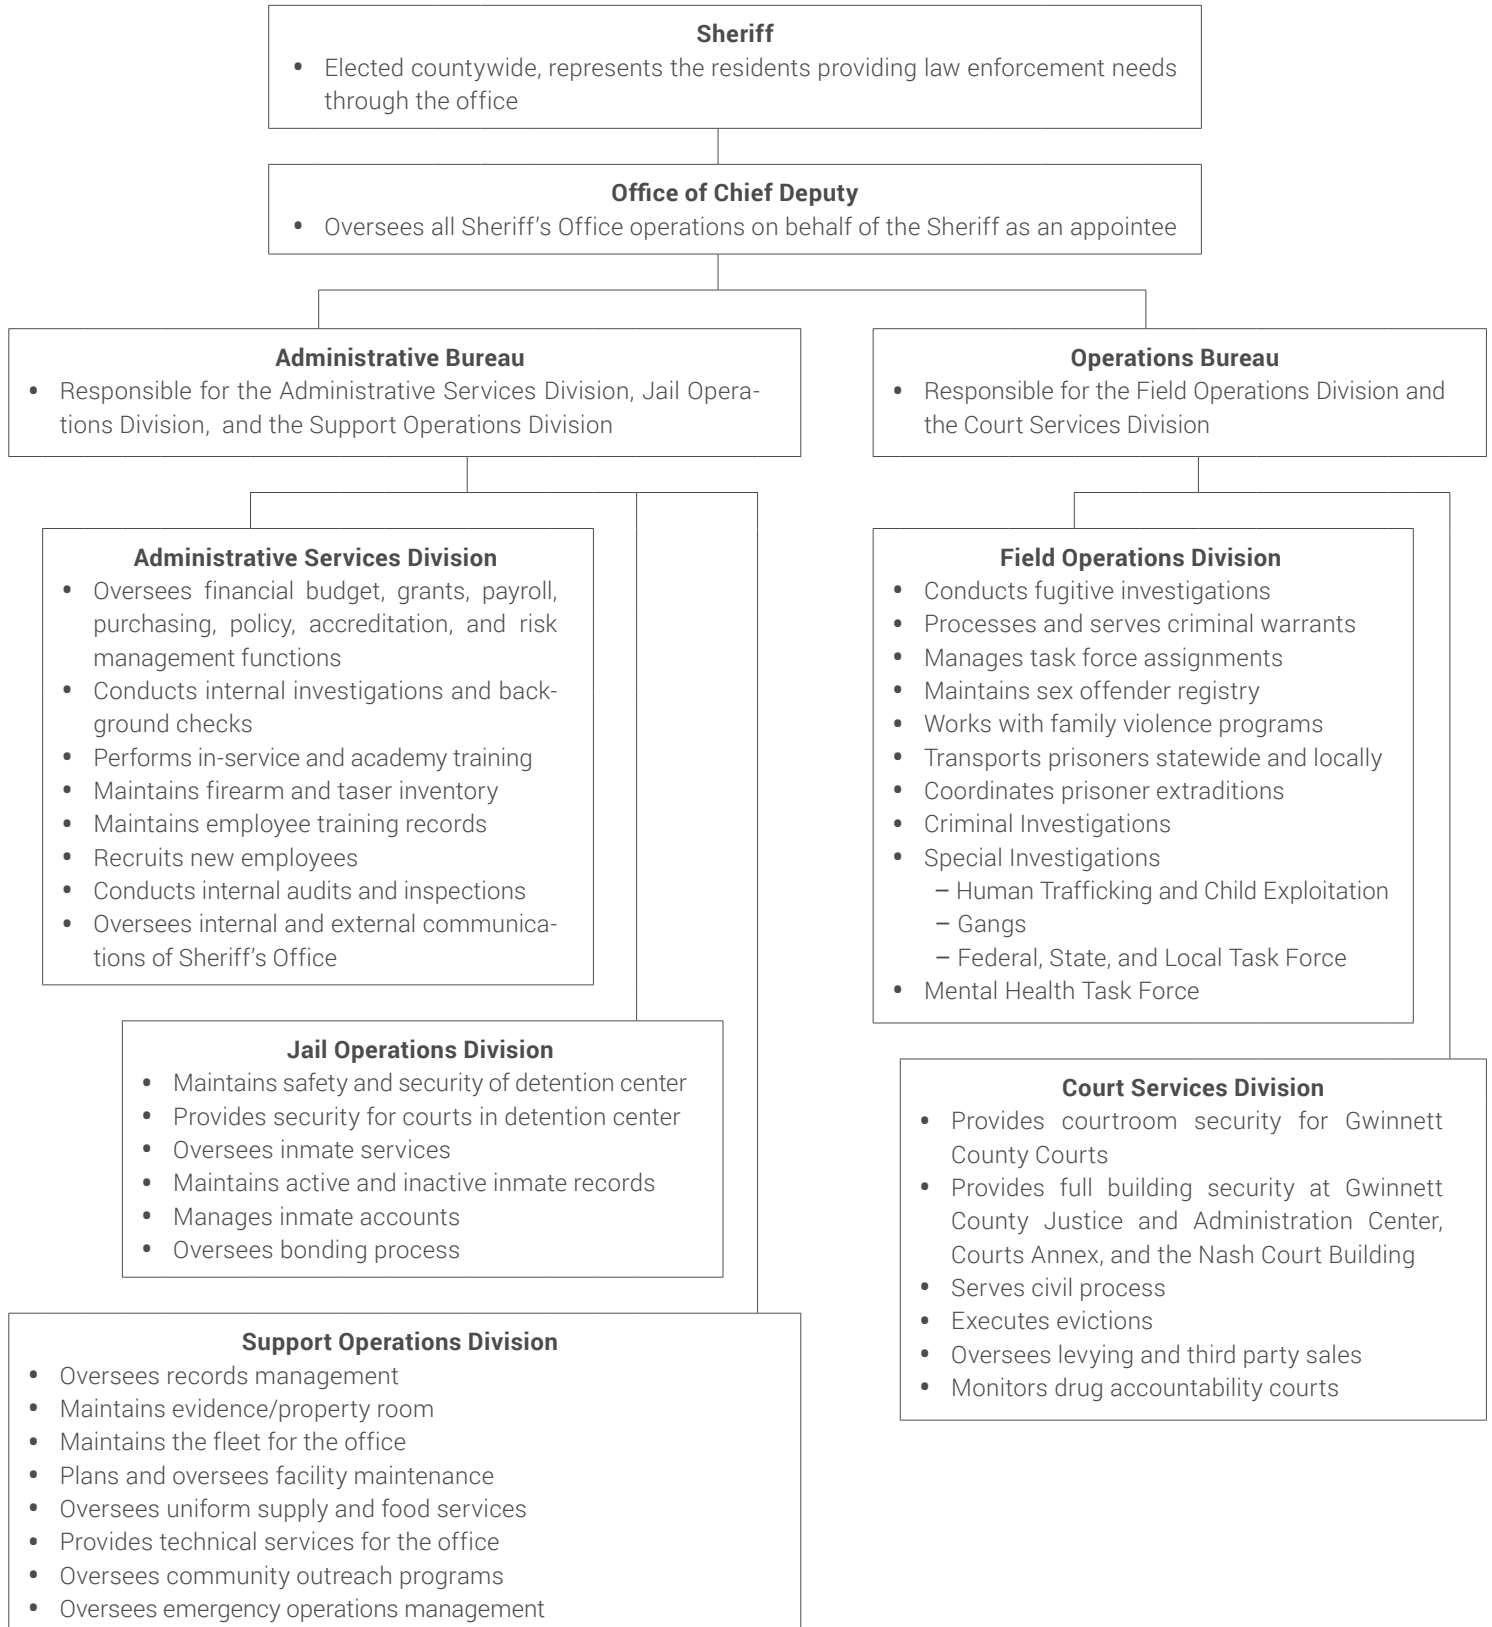 Sheriff
• Elected countywide, represents the residents providing law enforcement needs
through the office
Office of Chief Deputy
• Oversees all Sheriff’s Office operations on behalf of the Sheriff as an appointee
Administrative Bureau
• Responsible for the Administrative Services Division, Jail Opera-
tions Division, and the Support Operations Division
Operations Bureau
• Responsible for the Field Operations Division and
the Court Services Division
Administrative Services Division
• Oversees financial budget, grants, payroll,
purchasing, policy, accreditation, and risk
management functions
• Conducts internal investigations and back-
ground checks
• Performs in-service and academy training
• Maintains firearm and taser inventory
• Maintains employee training records
• Recruits new employees
• Conducts internal audits and inspections
• Oversees internal and external communica-
tions of Sheriff’s Office
Field Operations Division
• Conducts fugitive investigations
• Processes and serves criminal warrants
• Manages task force assignments
• Maintains sex offender registry
• Works with family violence programs
• Transports prisoners statewide and locally
• Coordinates prisoner extraditions
• Criminal Investigations
• Special Investigations
– Human Trafficking and Child Exploitation
– Gangs
– Federal, State, and Local Task Force
• Mental Health Task Force
Jail Operations Division
• Maintains safety and security of detention center
• Provides security for courts in detention center
• Oversees inmate services
• Maintains active and inactive inmate records
• Manages inmate accounts
• Oversees bonding process
Court Services Division
• Provides courtroom security for Gwinnett
County Courts
• Provides full building security at Gwinnett
County Justice and Administration Center,
Courts Annex, and the Nash Court Building
• Serves civil process
• Executes evictions
• Oversees levying and third party sales
• Monitors drug accountability courts
Support Operations Division
• Oversees records management
• Maintains evidence/property room
• Maintains the fleet for the office
• Plans and oversees facility maintenance
• Oversees uniform supply and food services
• Provides technical services for the office
• Oversees community outreach programs
• Oversees emergency operations management